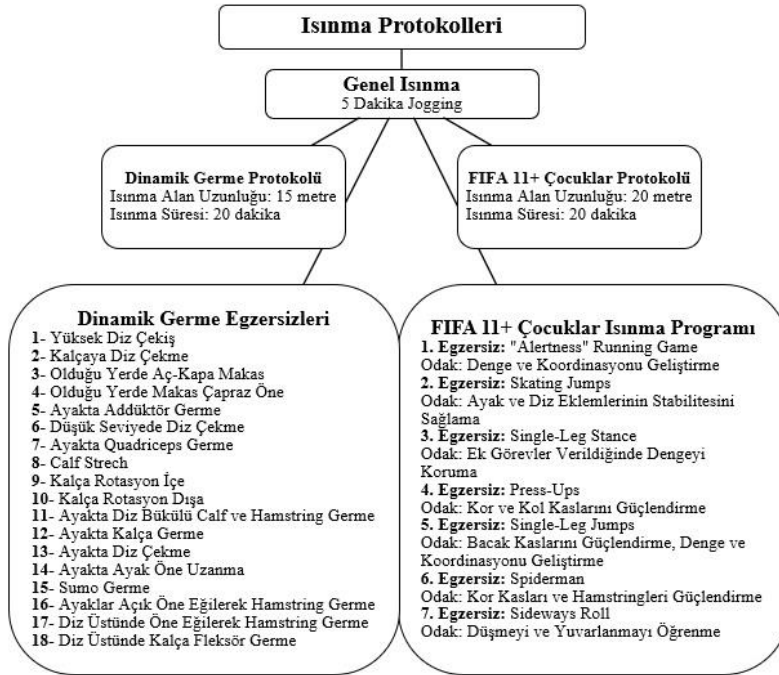 Isınma Protokolleri
Genel Isınma
5 Dakika Jogging
Dinamik Germe Protokolü
Isınma Alan Uzunluğu: 15 metre
Isınma Süresi: 20 dakika
FIFA 11+ Çocuklar Protokolü
Isınma Alan Uzunluğu: 20 metre
Isınma Süresi: 20 dakika
Dinamik Germe Egzersizleri
1- Yüksek Diz Çekiş
2- Kalçaya Diz Çekme
3- Olduğu Yerde Aç-Kapa Makas
4- Olduğu Yerde Makas Çapraz Öne
5- Ayakta Addüktör Germe
6- Düşük Seviyede Diz Çekme
7- Ayakta Quadriceps Germe
8- Calf Strech
9- Kalça Rotasyon İçe
10- Kalça Rotasyon Dışa
11- Ayakta Diz Bükülü Calf ve Hamstring Germe
12- Ayakta Kalça Germe
13- Ayakta Diz Çekme
14- Ayakta Ayak Öne Uzanma
15- Sumo Germe
16- Ayaklar Açık Öne Eğilerek Hamstring Germe
17- Diz Üstünde Öne Eğilerek Hamstring Germe
18- Diz Üstünde Kalça Fleksör Germe
FIFA 11+ Çocuklar Isınma Programı
1. Egzersiz: "Alertness" Running Game
Odak: Denge ve Koordinasyonu Geliştirme
2. Egzersiz: Skating Jumps
Odak: Ayak ve Diz Eklemlerinin Stabilitesini
Sağlama
3. Egzersiz: Single-Leg Stance
Odak: Ek Görevler Verildiğinde Dengeyi
Koruma
4. Egzersiz: Press-Ups
Odak: Kor ve Kol Kaslarını Güçlendirme
5. Egzersiz: Single-Leg Jumps
Odak: Bacak Kaslarını Güçlendirme, Denge ve
Koordinasyonu Geliştirme
6. Egzersiz: Spiderman
Odak: Kor Kasları ve Hamstringleri Güçlendirme
7. Egzersiz: Sideways Roll
Odak: Düşmeyi ve Yuvarlanmayı Öğrenme